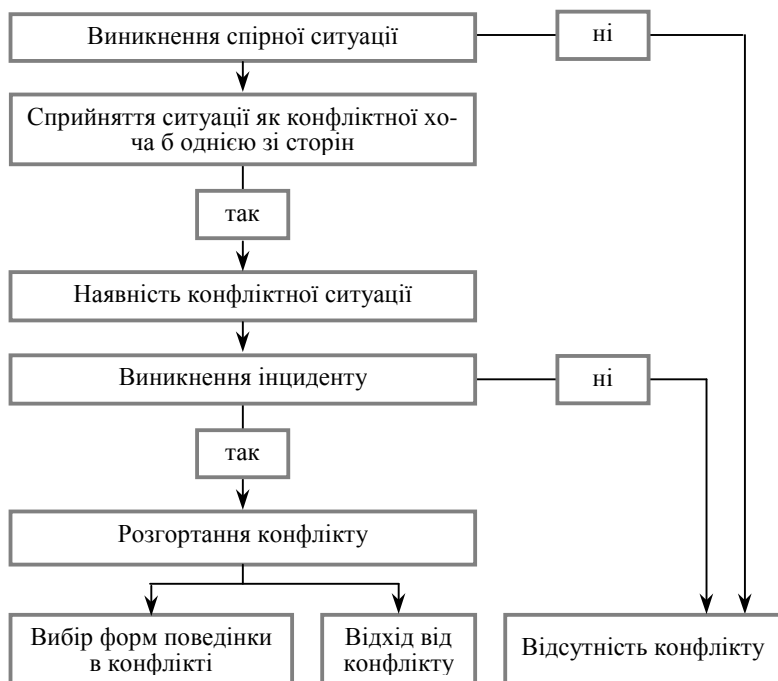 Виникнення спірної ситуації
ні
Сприйняття ситуації як конфліктної хо-
ча б однією зі сторін
так
Наявність конфліктної ситуації
Виникнення інциденту
ні
так
Розгортання конфлікту
Вибір форм поведінки
в конфлікті
Відхід від
конфлікту
Відсутність конфлікту